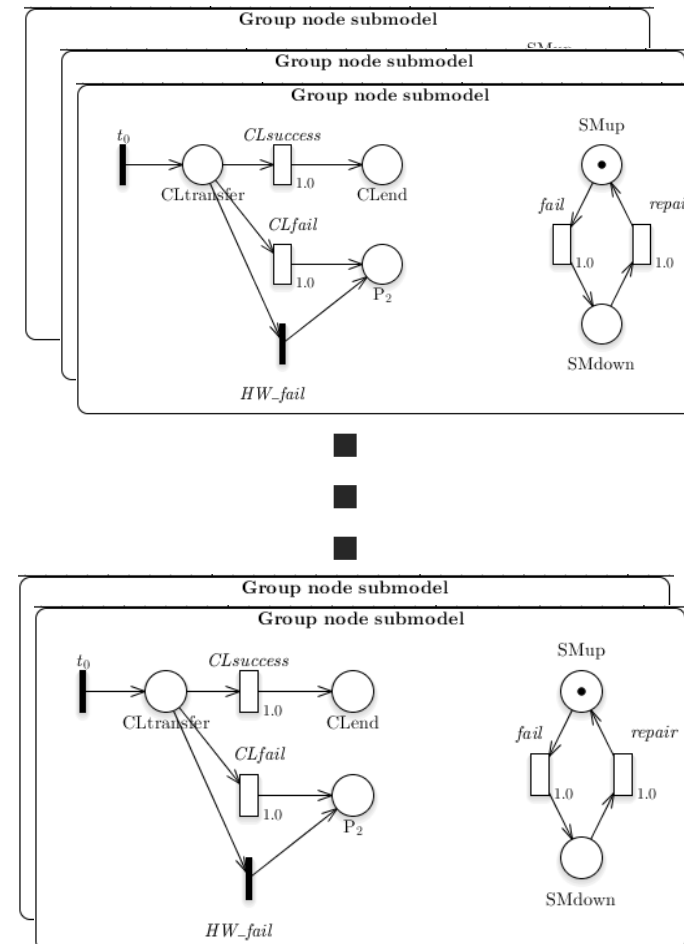 Group node submodel
Group node submodel
Group node submodel
t0 CLsuccess SMup
1.0
CLtransfer CLend
fail repair
CLfail
1.0 1.0
1.0
P2
SMdown
HW_fail
Group node submodel
Group node submodel
t0 CLsuccess SMup
1.0
CLtransfer CLend
fail repair
CLfail
1.0 1.0
1.0
P2
SMdown
HW_fail